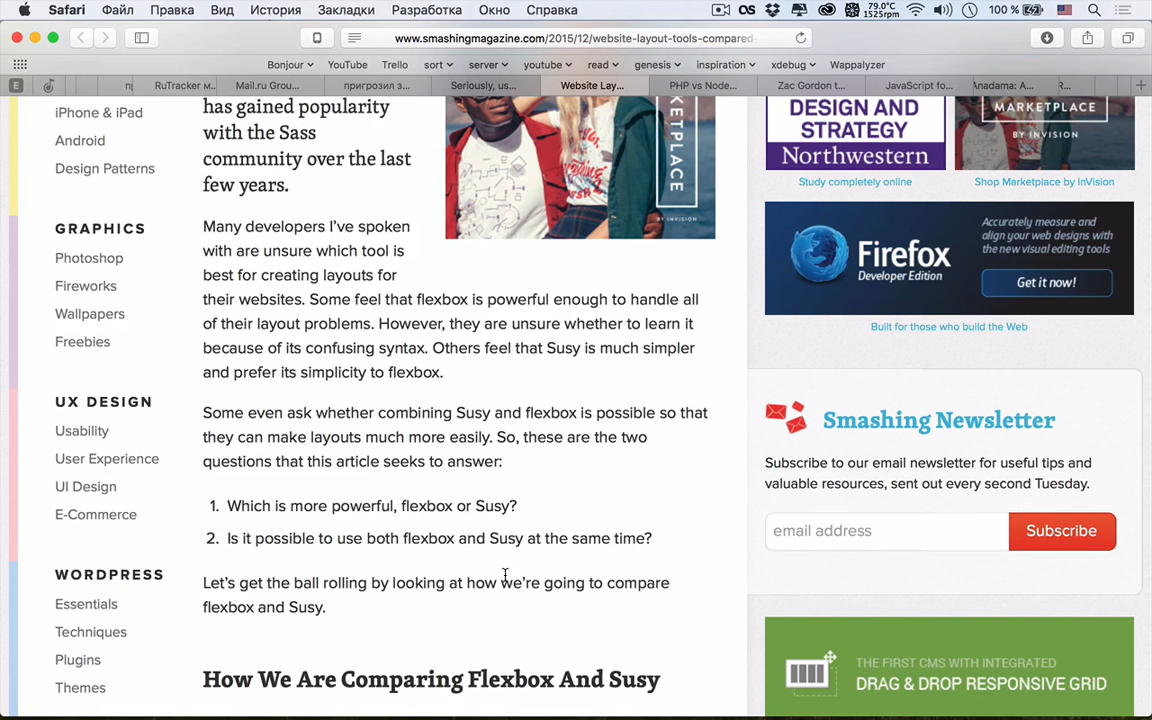 Safari Файл Правка Вид История Закладки Разработка Окно Справка
79.0°C
1525rpm
100 %
www.smashingmagazine.com/2015/12/website-layout-tools-compared-
Bonjour YouTube Trello sort server youtube read genesis inspiration xdebug Wappalyzer
E
RuTracker м...
Mail.ru Grou...
пригрозил э...
Seriously, us...
Website Lay...
PHP vs Node...
Zac Gordon t...
JavaScript fo...
Anadama: A...
R...
iPhone & iPad
Android
Design Patterns
GRAPHICS
Photoshop
Fireworks
Wallpapers
Freebies
UX DESIGN
Usability
User Experience
UI Design
E-Commerce
WORDPRESS
Essentials
Techniques
Plugins
Themes
has gained popularity
with the Sass
community over the last
few years.
Many developers I’ve spoken
with are unsure which tool is
best for creating layouts for
their websites. Some feel that flexbox is powerful enough to handle all
of their layout problems. However, they are unsure whether to learn it
because of its confusing syntax. Others feel that Susy is much simpler
and prefer its simplicity to flexbox.
Some even ask whether combining Susy and flexbox is possible so that
they can make layouts much more easily. So, these are the two
questions that this article seeks to answer:
1. Which is more powerful, flexbox or Susy?
2. Is it possible to use both flexbox and Susy at the same time?
Let’s get the ball rolling by looking at how we’re going to compare
flexbox and Susy.
How We Are Comparing Flexbox And Susy
BY INVISION
DESIGN AND
STRATEGY
Northwestern
Study completely online
MARKETPLACE
BY INVISION
Shop Marketplace by InVision
Firefox
Developer Edition
Accurately measure and
align your web designs with
the new visual editing tools
Get it now!
Built for those who build the Web
Smashing Newsletter
Subscribe to our email newsletter for useful tips and
valuable resources, sent out every second Tuesday.
email address
Subscribe
THE FIRST CMS WITH INTEGRATED
DRAG & DROP RESPONSIVE GRID